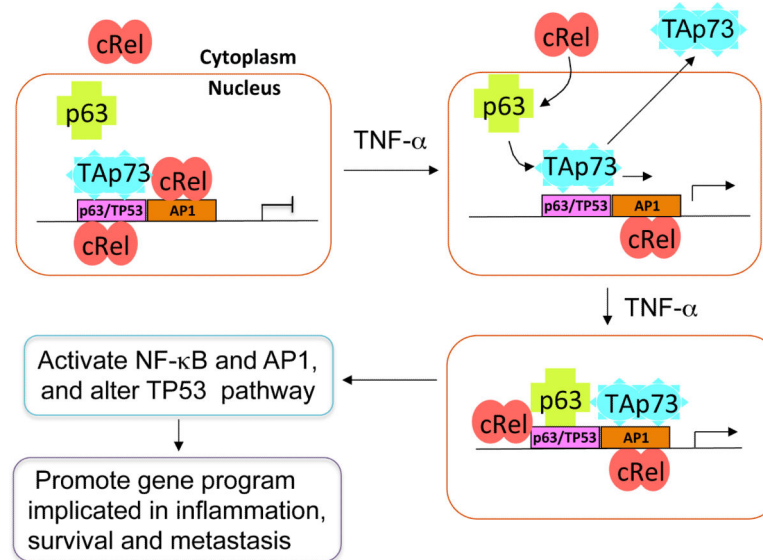 cRel
Cytoplasm
Nucleus
p63
TAp73
cRel
p63/TP53
AP1
cRel
TNF-α
cRel
TAp73
p63
TAp73
p63/TP53
AP1
cRel
TNF-α
p63
TAp73
cRel
p63/TP53
AP1
cRel
Activate NF-κB and AP1,
and alter TP53 pathway
Promote gene program
implicated in inflammation,
survival and metastasis